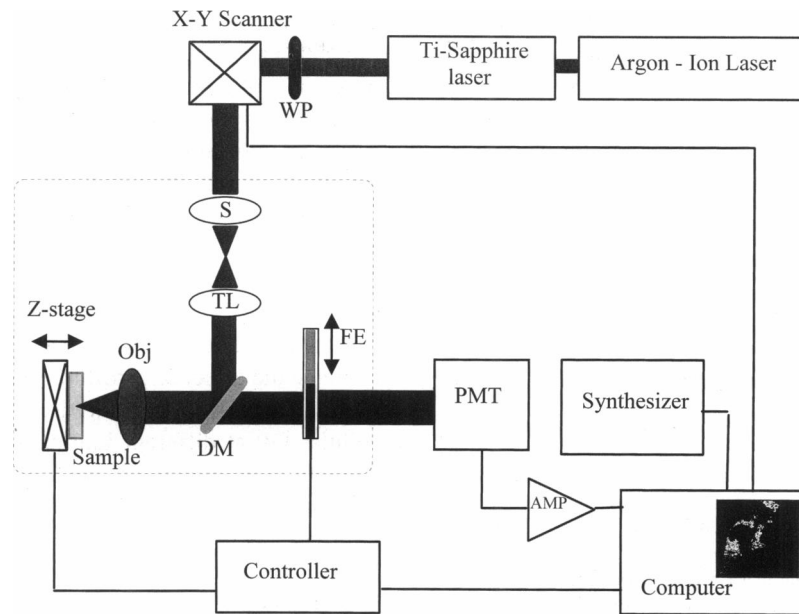 X-Y Scanner
Ti-Sapphire
laser
Argon - Ion Laser
WP
S
TL
Z-stage
Obj
FE
PMT
Synthesizer
Sample
DM
AMP
Controller
Computer